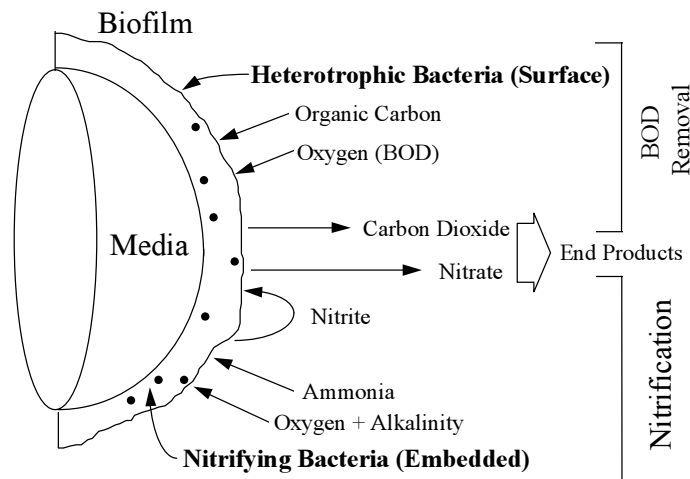 Biofilm
Heterotrophic Bacteria (Surface)
Organic Carbon
Oxygen (BOD)
BOD
Removal
Media
Carbon Dioxide
End Products
Nitrate
Nitrite
Ammonia
Oxygen + Alkalinity
Nitrifying Bacteria (Embedded)
Nitrification